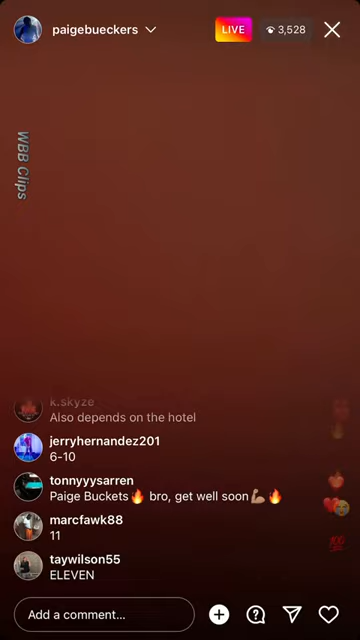 paigebueckers
LIVE
3,528
WBB Clips
k.skyze
Also depends on the hotel
jerryhernandez201
6-10
tonnyyysarren
Paige Buckets🔥 bro, get well soon💪🏼🔥
marcfawk88
11
taywilson55
ELEVEN
Add a comment...